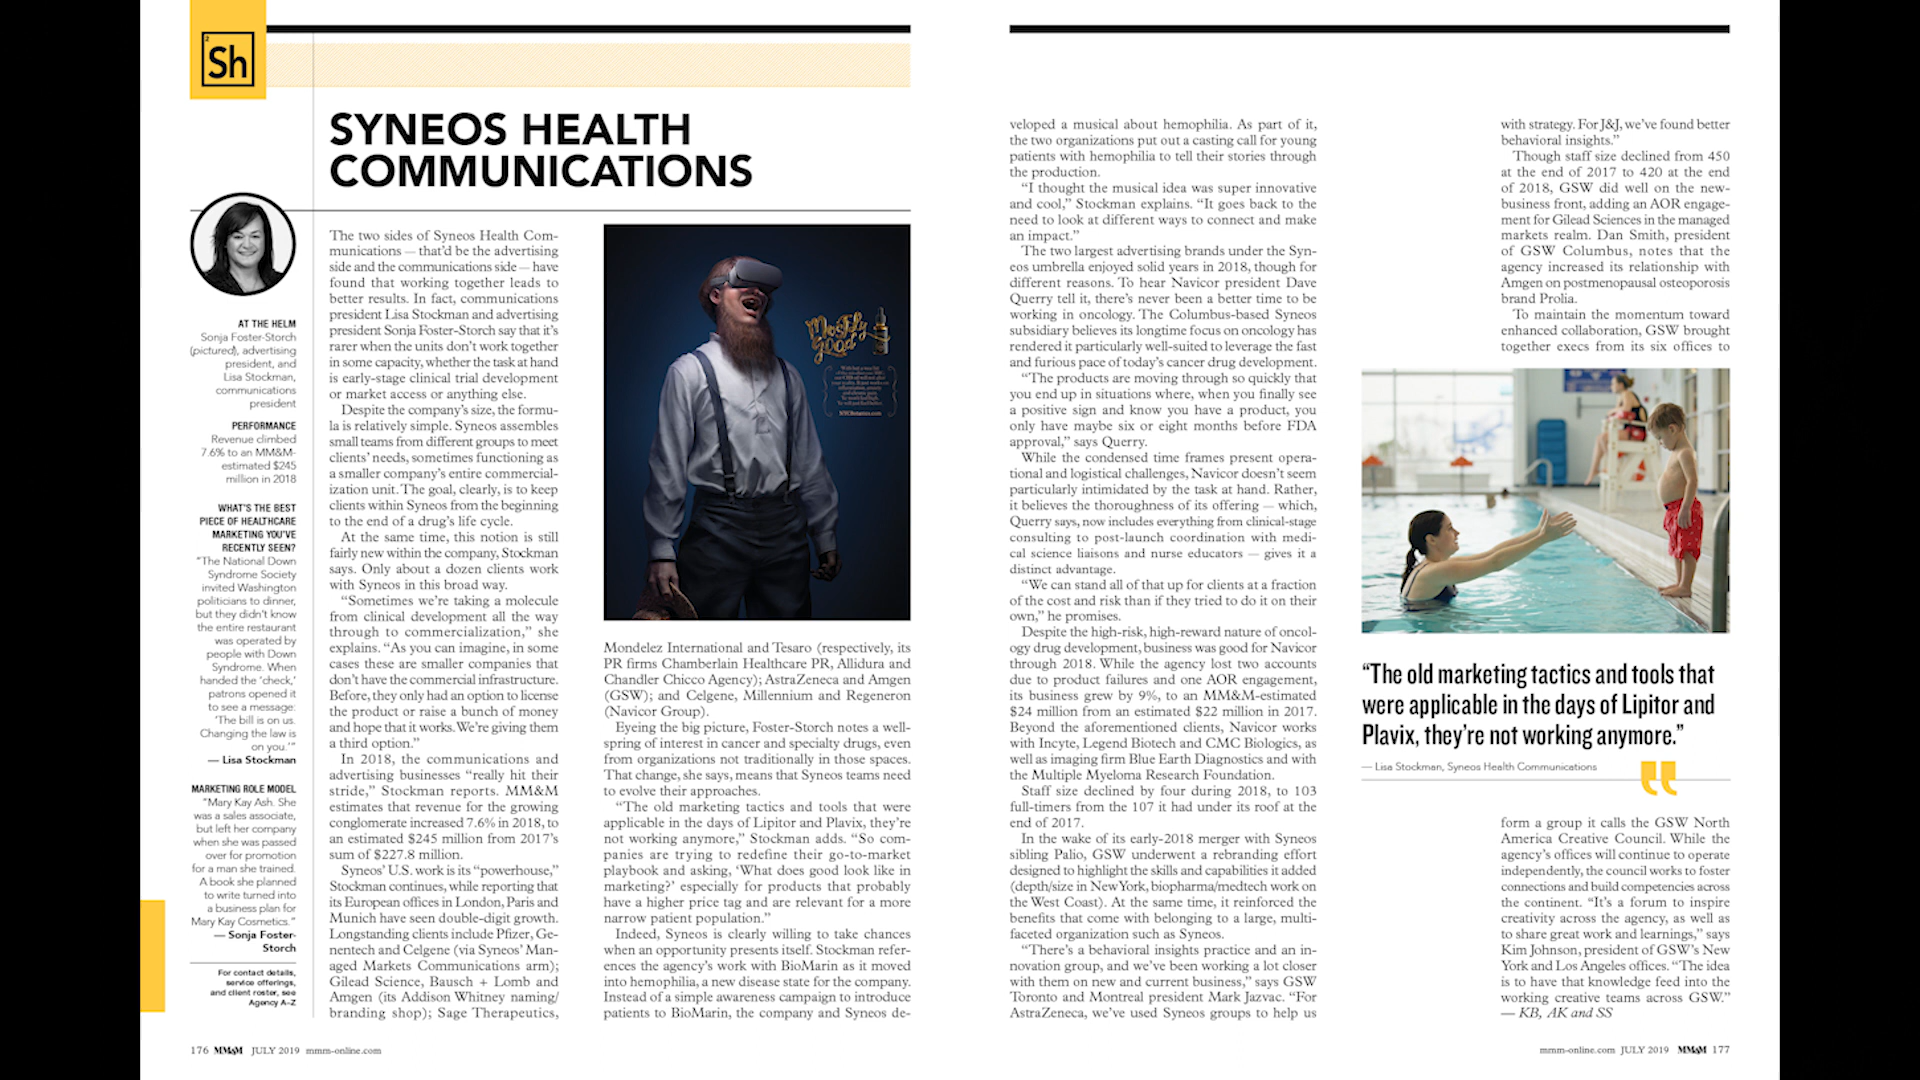 2
Sh
SYNEOS HEALTH
COMMUNICATIONS
AT THE HELM
Sonja Foster-Storch
(pictured), advertising
president, and
Lisa Stockman,
communications
president
PERFORMANCE
Revenue climbed
7.6% to an MM&M-
estimated $245
million in 2018
WHAT'S THE BEST
PIECE OF HEALTHCARE
MARKETING YOU'VE
RECENTLY SEEN?
"The National Down
Syndrome Society
invited Washington
politicians to dinner,
but they didn't know
the entire restaurant
was operated by
people with Down
Syndrome. When
handed the 'check,'
patrons opened it
to see a message:
'The bill is on us.
Changing the law is
on you.'"
— Lisa Stockman
MARKETING ROLE MODEL
"Mary Kay Ash. She
was a sales associate,
but left her company
when she was passed
over for promotion
for a man she trained.
A book she planned
to write turned into
a business plan for
Mary Kay Cosmetics."
— Sonja Foster-
Storch
For contact details,
service offerings,
and client roster, see
Agency A–Z
The two sides of Syneos Health Com-
munications — that'd be the advertising
side and the communications side — have
found that working together leads to
better results. In fact, communications
president Lisa Stockman and advertising
president Sonja Foster-Storch say that it's
rarer when the units don't work together
in some capacity, whether the task at hand
is early-stage clinical trial development
or market access or anything else.
Despite the company's size, the formu-
la is relatively simple. Syneos assembles
small teams from different groups to meet
clients' needs, sometimes functioning as
a smaller company's entire commercial-
ization unit. The goal, clearly, is to keep
clients within Syneos from the beginning
to the end of a drug's life cycle.
At the same time, this notion is still
fairly new within the company, Stockman
says. Only about a dozen clients work
with Syneos in this broad way.
"Sometimes we're taking a molecule
from clinical development all the way
through to commercialization," she
explains. "As you can imagine, in some
cases these are smaller companies that
don't have the commercial infrastructure.
Before, they only had an option to license
the product or raise a bunch of money
and hope that it works. We're giving them
a third option."
In 2018, the communications and
advertising businesses "really hit their
stride," Stockman reports. MM&M
estimates that revenue for the growing
conglomerate increased 7.6% in 2018, to
an estimated $245 million from 2017's
sum of $227.8 million.
Syneos' U.S. work is its "powerhouse,"
Stockman continues, while reporting that
its European offices in London, Paris and
Munich have seen double-digit growth.
Longstanding clients include Pfizer, Ge-
nentech and Celgene (via Syneos' Man-
aged Markets Communications arm);
Gilead Science, Bausch + Lomb and
Amgen (its Addison Whitney naming/
branding shop); Sage Therapeutics,
Mostly
Good
NYCBotanics.com
Mondelez International and Tesaro (respectively, its
PR firms Chamberlain Healthcare PR, Allidura and
Chandler Chicco Agency); AstraZeneca and Amgen
(GSW); and Celgene, Millennium and Regeneron
(Navicor Group).
Eyeing the big picture, Foster-Storch notes a well-
spring of interest in cancer and specialty drugs, even
from organizations not traditionally in those spaces.
That change, she says, means that Syneos teams need
to evolve their approaches.
"The old marketing tactics and tools that were
applicable in the days of Lipitor and Plavix, they're
not working anymore," Stockman adds. "So com-
panies are trying to redefine their go-to-market
playbook and asking, 'What does good look like in
marketing?' especially for products that probably
have a higher price tag and are relevant for a more
narrow patient population."
Indeed, Syneos is clearly willing to take chances
when an opportunity presents itself. Stockman refer-
ences the agency's work with BioMarin as it moved
into hemophilia, a new disease state for the company.
Instead of a simple awareness campaign to introduce
patients to BioMarin, the company and Syneos de-
veloped a musical about hemophilia. As part of it,
the two organizations put out a casting call for young
patients with hemophilia to tell their stories through
the production.
"I thought the musical idea was super innovative
and cool," Stockman explains. "It goes back to the
need to look at different ways to connect and make
an impact."
The two largest advertising brands under the Syn-
eos umbrella enjoyed solid years in 2018, though for
different reasons. To hear Navicor president Dave
Querry tell it, there's never been a better time to be
working in oncology. The Columbus-based Syneos
subsidiary believes its longtime focus on oncology has
rendered it particularly well-suited to leverage the fast
and furious pace of today's cancer drug development.
"The products are moving through so quickly that
you end up in situations where, when you finally see
a positive sign and know you have a product, you
only have maybe six or eight months before FDA
approval," says Querry.
While the condensed time frames present opera-
tional and logistical challenges, Navicor doesn't seem
particularly intimidated by the task at hand. Rather,
it believes the thoroughness of its offering — which,
Querry says, now includes everything from clinical-stage
consulting to post-launch coordination with medi-
cal science liaisons and nurse educators — gives it a
distinct advantage.
"We can stand all of that up for clients at a fraction
of the cost and risk than if they tried to do it on their
own," he promises.
Despite the high-risk, high-reward nature of oncol-
ogy drug development, business was good for Navicor
through 2018. While the agency lost two accounts
due to product failures and one AOR engagement,
its business grew by 9%, to an MM&M-estimated
$24 million from an estimated $22 million in 2017.
Beyond the aforementioned clients, Navicor works
with Incyte, Legend Biotech and CMC Biologics, as
well as imaging firm Blue Earth Diagnostics and with
the Multiple Myeloma Research Foundation.
Staff size declined by four during 2018, to 103
full-timers from the 107 it had under its roof at the
end of 2017.
In the wake of its early-2018 merger with Syneos
sibling Palio, GSW underwent a rebranding effort
designed to highlight the skills and capabilities it added
(depth/size in New York, biopharma/medtech work on
the West Coast). At the same time, it reinforced the
benefits that come with belonging to a large, multi-
faceted organization such as Syneos.
"There's a behavioral insights practice and an in-
novation group, and we've been working a lot closer
with them on new and current business," says GSW
Toronto and Montreal president Mark Jazvac. "For
AstraZeneca, we've used Syneos groups to help us
with strategy. For J&J, we've found better
behavioral insights."
Though staff size declined from 450
at the end of 2017 to 420 at the end
of 2018, GSW did well on the new-
business front, adding an AOR engage-
ment for Gilead Sciences in the managed
markets realm. Dan Smith, president
of GSW Columbus, notes that the
agency increased its relationship with
Amgen on postmenopausal osteoporosis
brand Prolia.
To maintain the momentum toward
enhanced collaboration, GSW brought
together execs from its six offices to
"The old marketing tactics and tools that
were applicable in the days of Lipitor and
Plavix, they're not working anymore."
— Lisa Stockman, Syneos Health Communications
form a group it calls the GSW North
America Creative Council. While the
agency's offices will continue to operate
independently, the council works to foster
connections and build competencies across
the continent. "It's a forum to inspire
creativity across the agency, as well as
to share great work and learnings," says
Kim Johnson, president of GSW's New
York and Los Angeles offices. "The idea
is to have that knowledge feed into the
working creative teams across GSW."
— KB, AK and SS
176 MM&M JULY 2019 mmm-online.com
mmm-online.com JULY 2019 MM&M 177